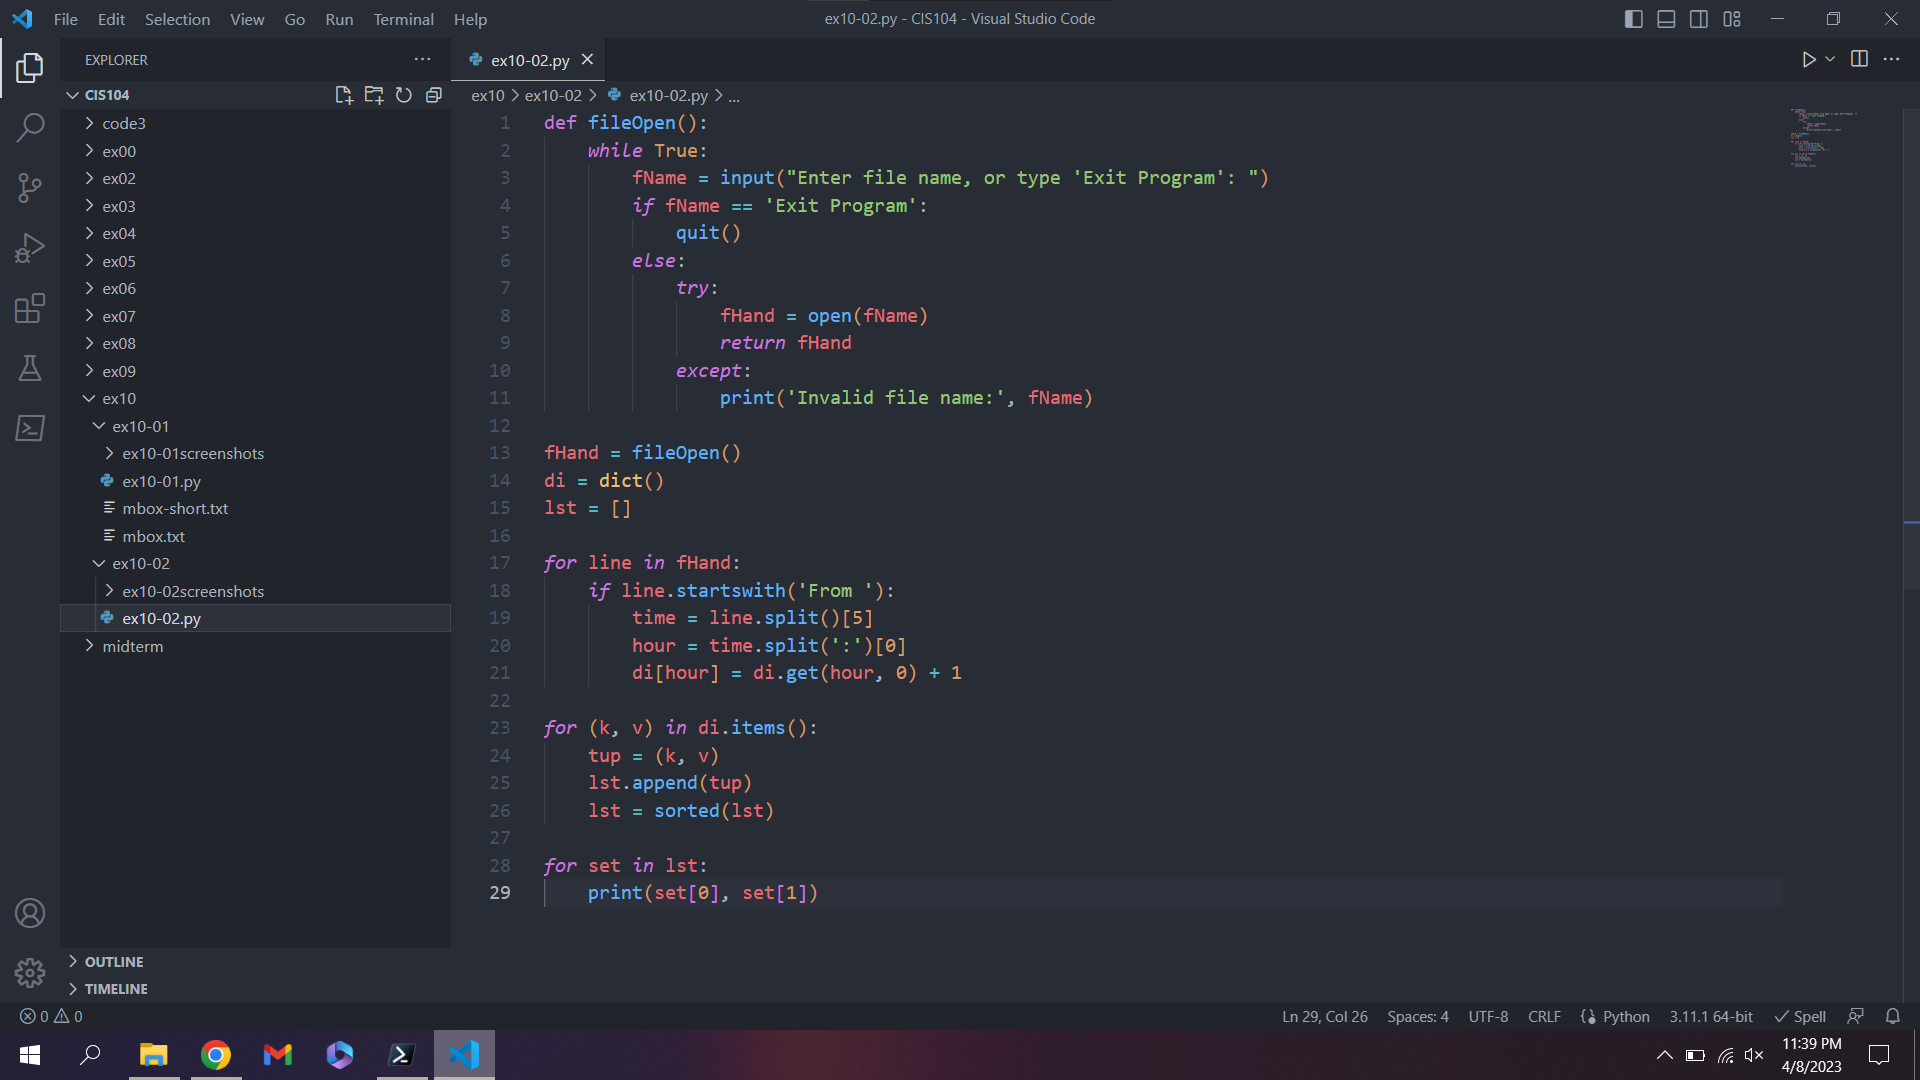 File Edit Selection View Go Run Terminal Help
ex10-02.py - CIS104 - Visual Studio Code
EXPLORER
CIS104
code3
ex00
ex02
ex03
ex04
ex05
ex06
ex07
ex08
ex09
ex10
ex10-01
ex10-01screenshots
ex10-01.py
mbox-short.txt
mbox.txt
ex10-02
ex10-02screenshots
ex10-02.py
midterm
OUTLINE
TIMELINE
ex10-02.py
ex10 > ex10-02 > ex10-02.py > ...
1 def fileOpen():
2     while True:
3         fName = input("Enter file name, or type 'Exit Program': ")
4         if fName == 'Exit Program':
5             quit()
6         else:
7             try:
8                 fHand = open(fName)
9                 return fHand
10             except:
11                 print('Invalid file name:', fName)
12
13 fHand = fileOpen()
14 di = dict()
15 lst = []
16
17 for line in fHand:
18     if line.startswith('From '):
19         time = line.split()[5]
20         hour = time.split(':')[0]
21         di[hour] = di.get(hour, 0) + 1
22
23 for (k, v) in di.items():
24     tup = (k, v)
25     lst.append(tup)
26     lst = sorted(lst)
27
28 for set in lst:
29     print(set[0], set[1])
0 0
Ln 29, Col 26 Spaces: 4 UTF-8 CRLF Python 3.11.1 64-bit Spell
11:39 PM
4/8/2023